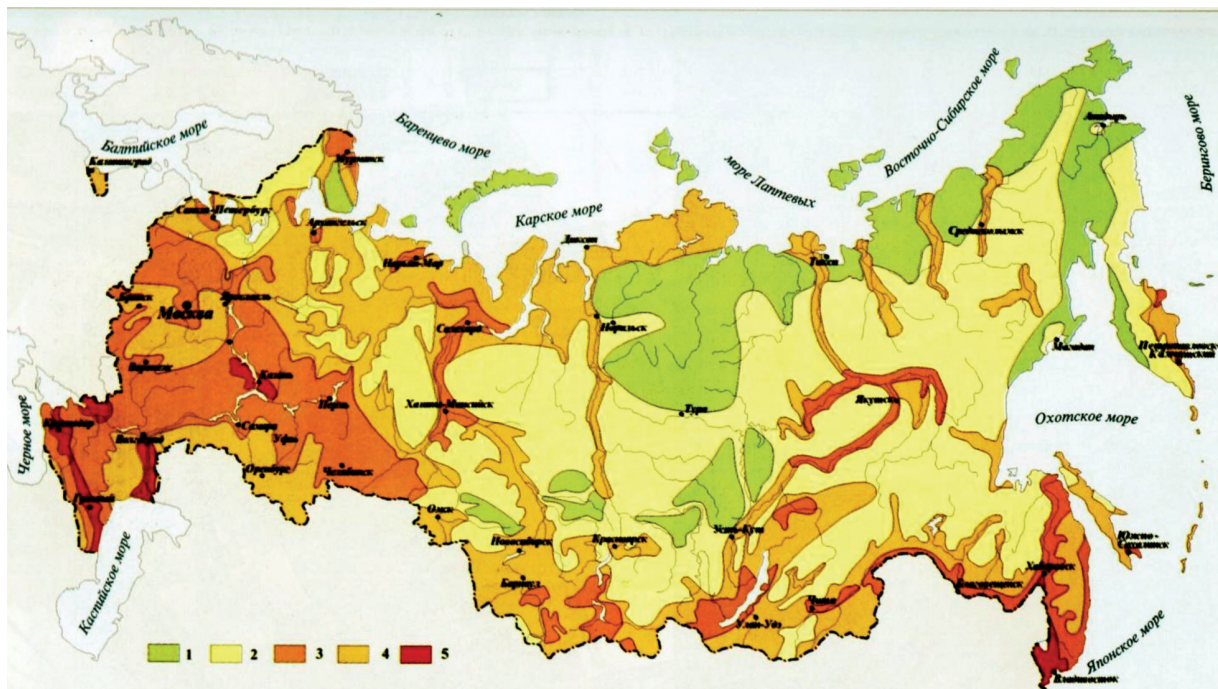 Балтийское море
Калининград
Баренцево море
Мурманск
Санкт-Петербург
Архангельск
Карское море
Диксон
море Лаптевых
Восточно-Сибирское море
Анадырь
Берингово море
Нарьян-Мар
Тикси
Среднеколымск
Брянск
Москва
Салехард
Норильск
Магадан
Петропавловск-
Камчатский
Воронеж
Казань
Пермь
Ханты-Мансийск
Тура
Якутск
Охотское море
Черное море
Краснодар
Волгоград
Самара
Уфа
Оренбург
Челябинск
Грозный
Омск
Новосибирск
Красноярск
Усть-Кут
Барнаул
Улан-Удэ
Чита
Благовещенск
Хабаровск
Южно-
Сахалинск
Каспийское море
Японское море
Владивосток
1 2 3 4 5